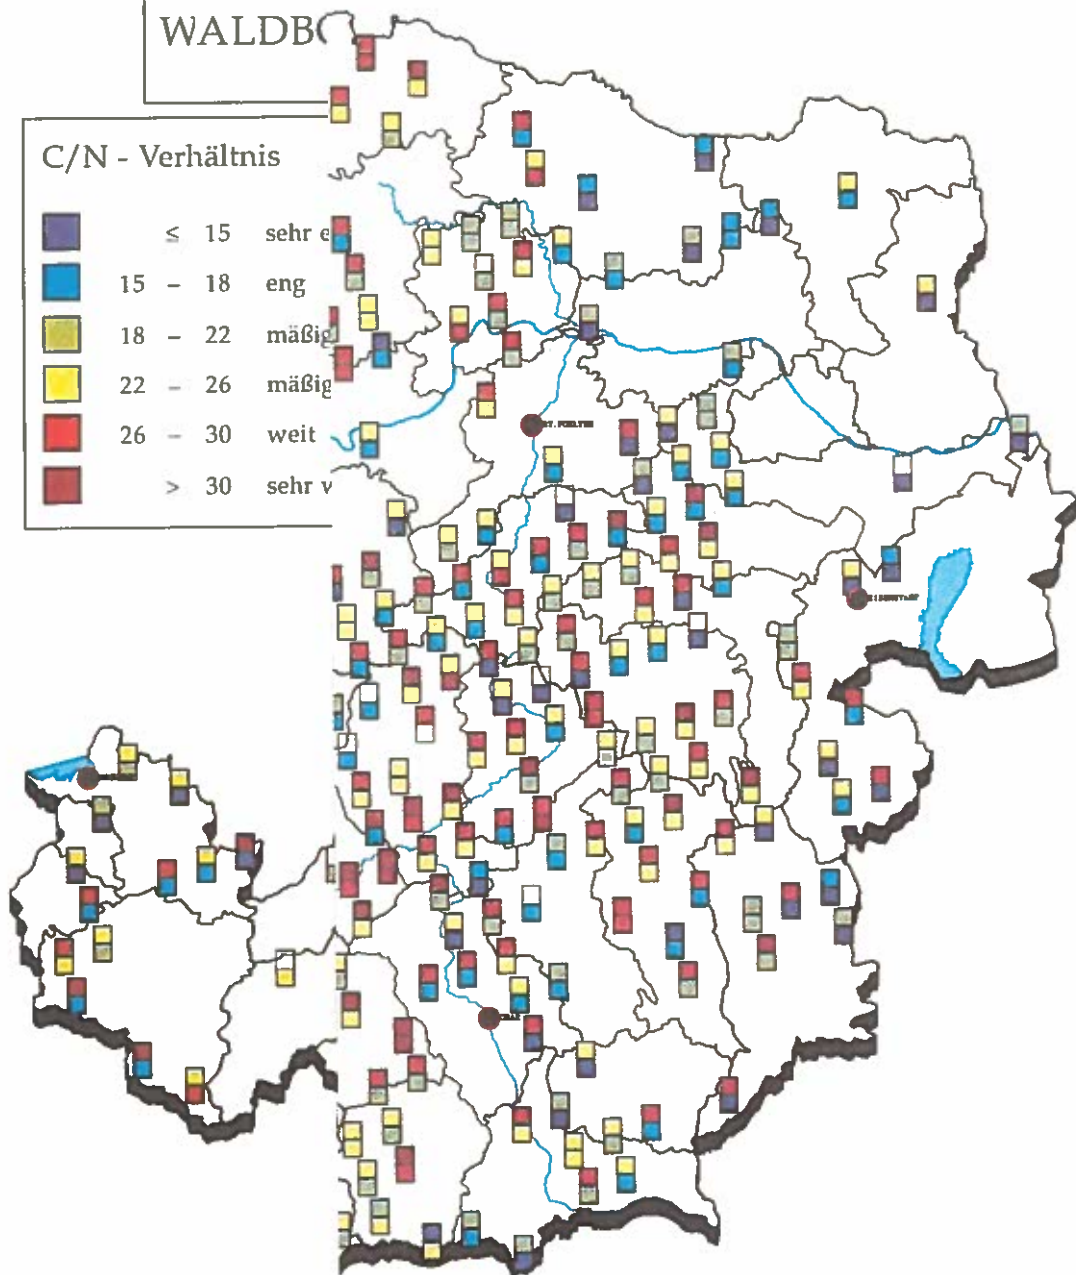 WALDB
C/N - Verhältnis
≤ 15 sehr e
15 – 18 eng
18 – 22 mäßig
22 – 26 mäßig
26 – 30 weit
> 30 sehr